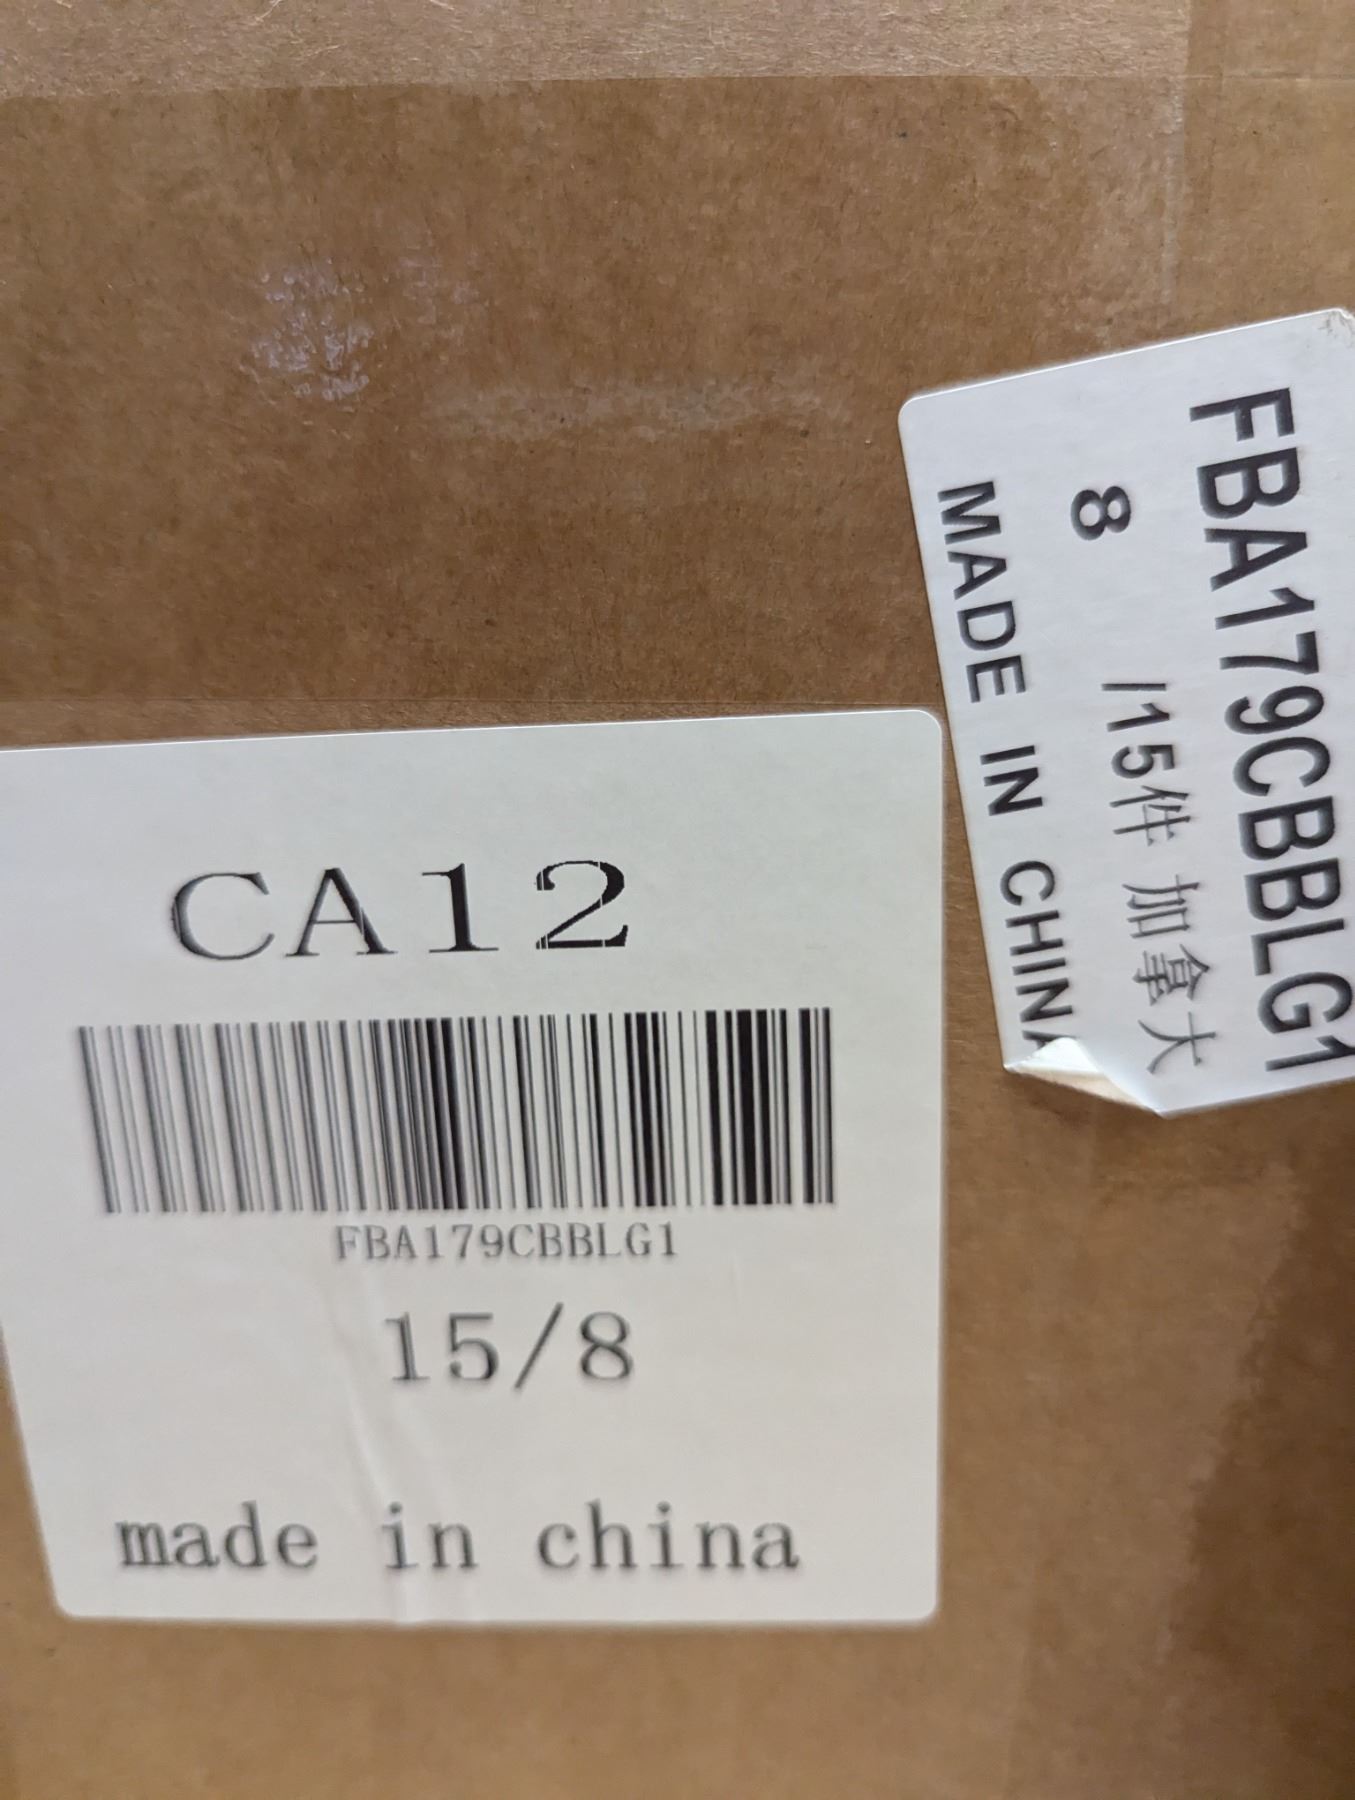 CA12
FBA179CBBLG1
15/8
made in china
FBA179CBBLG1
8 /15件 加拿大
MADE IN CHINA